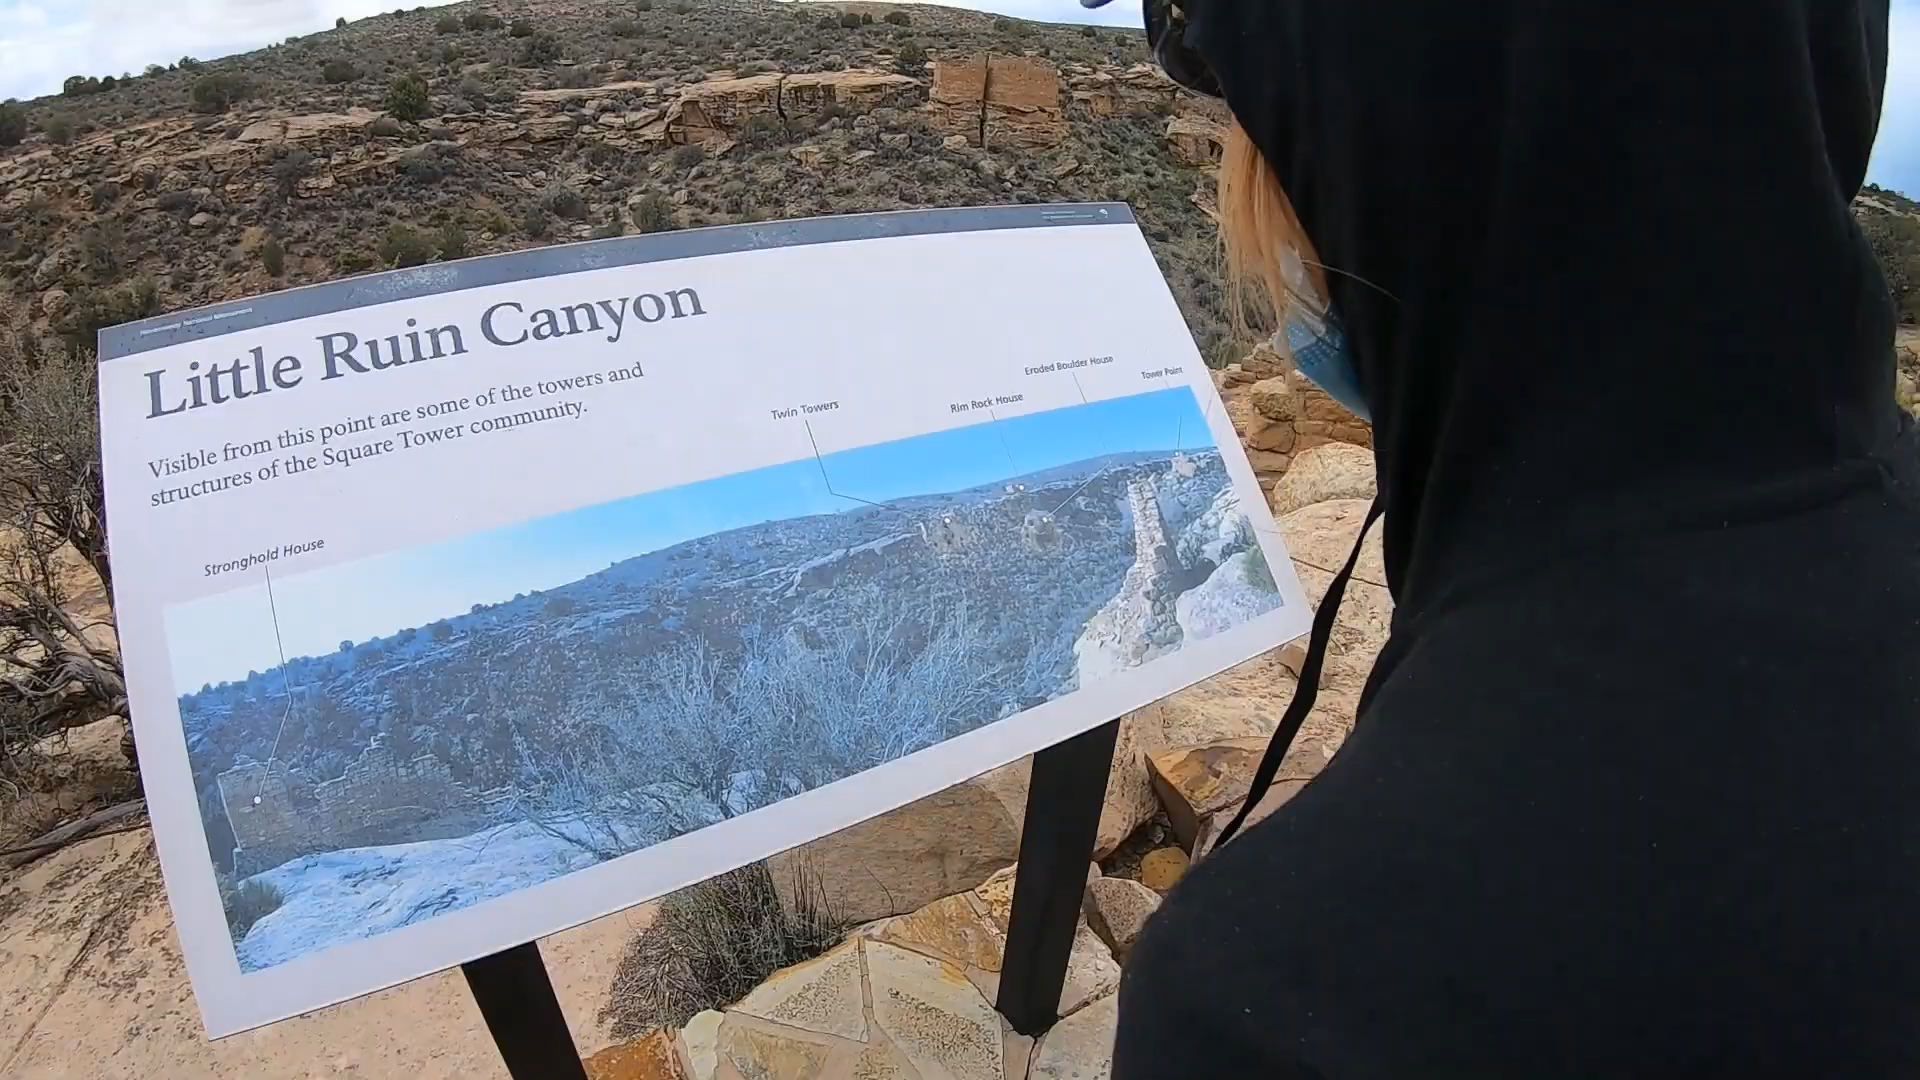 Little Ruin Canyon
Visible from this point are some of the towers and
structures of the Square Tower community.
Stronghold House
Twin Towers
Rim Rock House
Eroded Boulder House
Tower Point